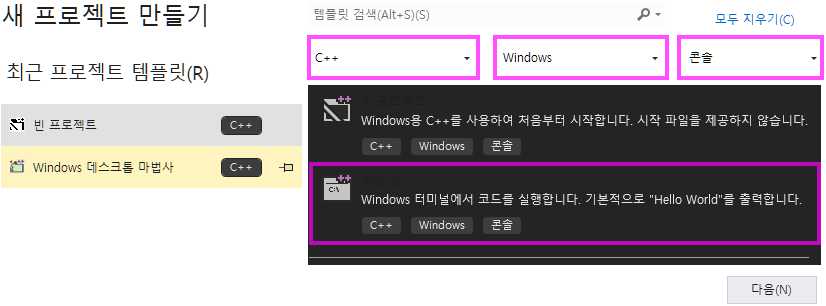 새 프로젝트 만들기
최근 프로젝트 템플릿(R)
빈 프로젝트 C++
Windows 데스크톱 마법사 C++
템플릿 검색(Alt+S)(S)
모두 지우기(C)
C++ Windows 콘솔
빈 프로젝트
Windows용 C++를 사용하여 처음부터 시작합니다. 시작 파일을 제공하지 않습니다.
C++ Windows 콘솔
콘솔 앱
Windows 터미널에서 코드를 실행합니다. 기본적으로 "Hello World"를 출력합니다.
C++ Windows 콘솔
다음(N)